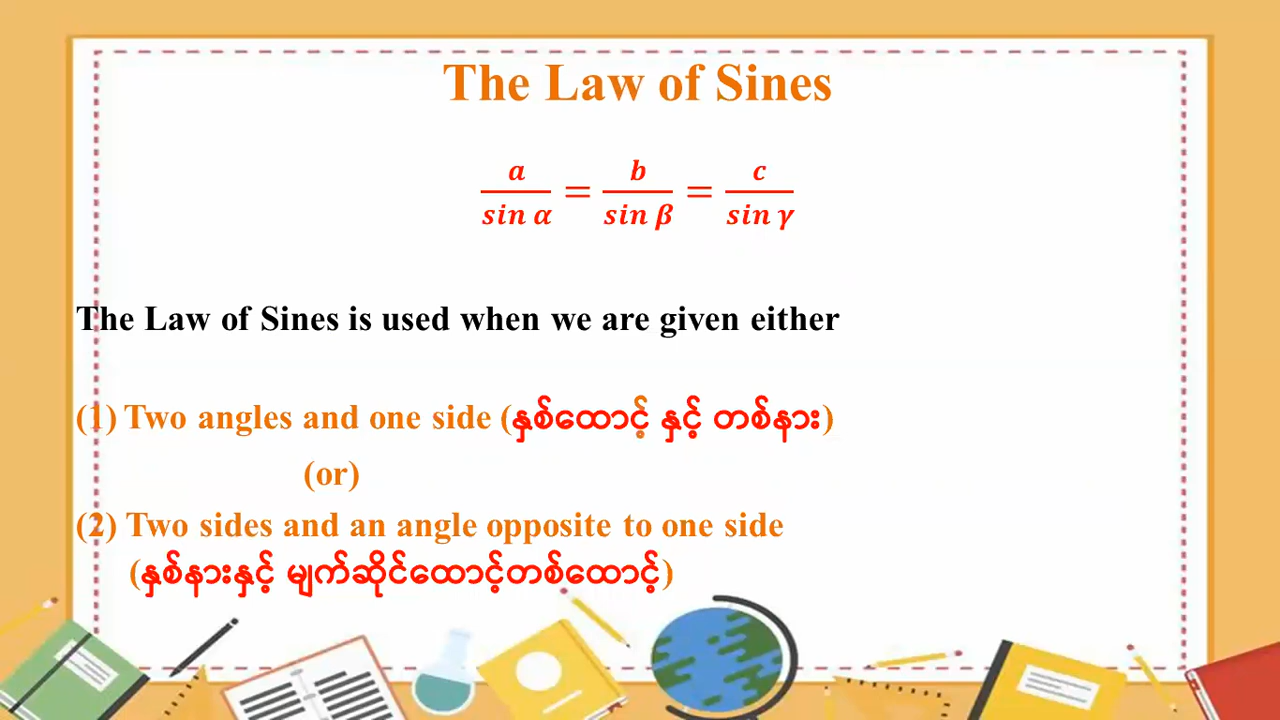 The Law of Sines
a/sin α = b/sin β = c/sin γ
The Law of Sines is used when we are given either
(1) Two angles and one side (နှစ်ထောင့် နှင့် တစ်နား)
(or)
(2) Two sides and an angle opposite to one side
(နှစ်နားနှင့် မျက်ဆိုင်ထောင့်တစ်ထောင့်)